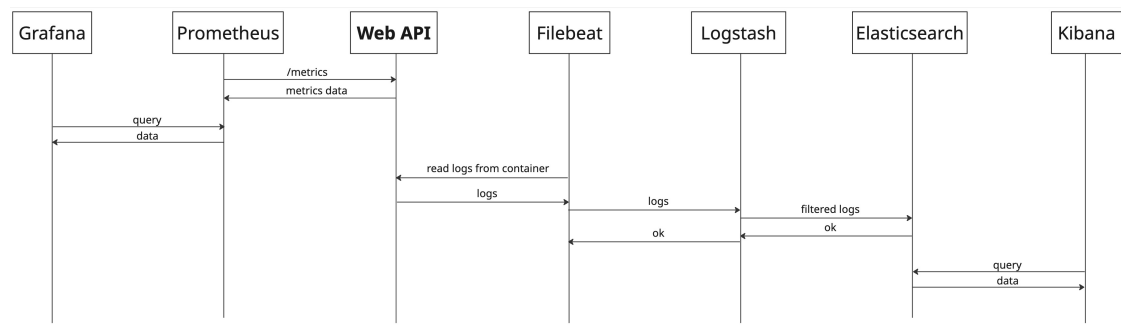 Grafana
Prometheus
Web API
Filebeat
Logstash
Elasticsearch
Kibana
/metrics
metrics data
query
data
read logs from container
logs
logs
filtered logs
ok
ok
query
data